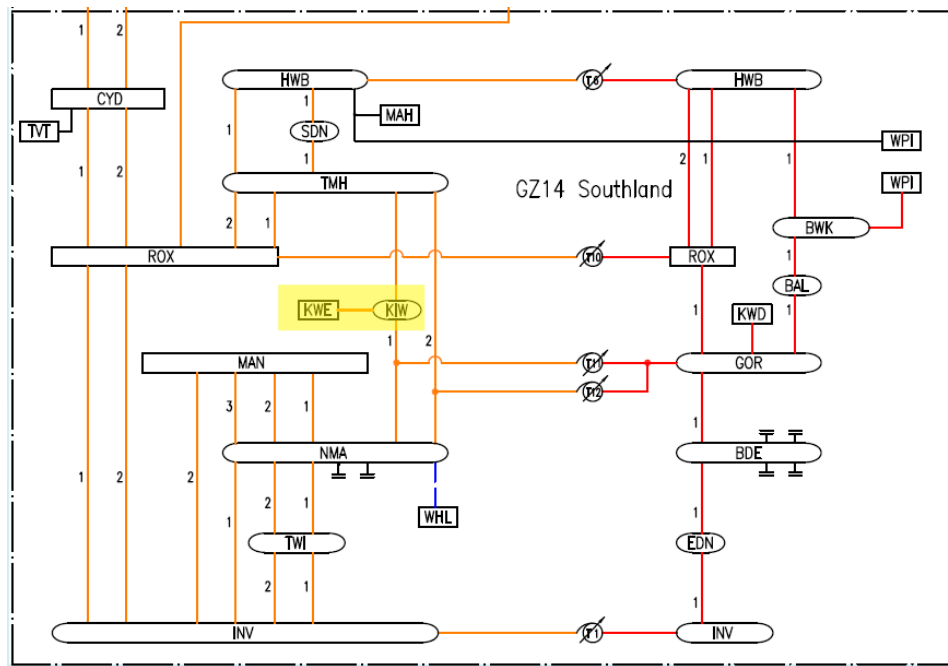 1 2
HWB T6 HWB
CYD
1 MAH
TVT 1 SDN 2 1 1 WPI
1 2 1
TMH GZ14 Southland WPI
2 1 BWK
ROX T10 ROX
1 BAL
KWE KIW 1 KWD 1
1 2
MAN T11 GOR
T12
3 2 1 1
NMA BDE
1 2 2 2 1
1 WHL 1
TWI EDN
2 1
1
INV T1 INV